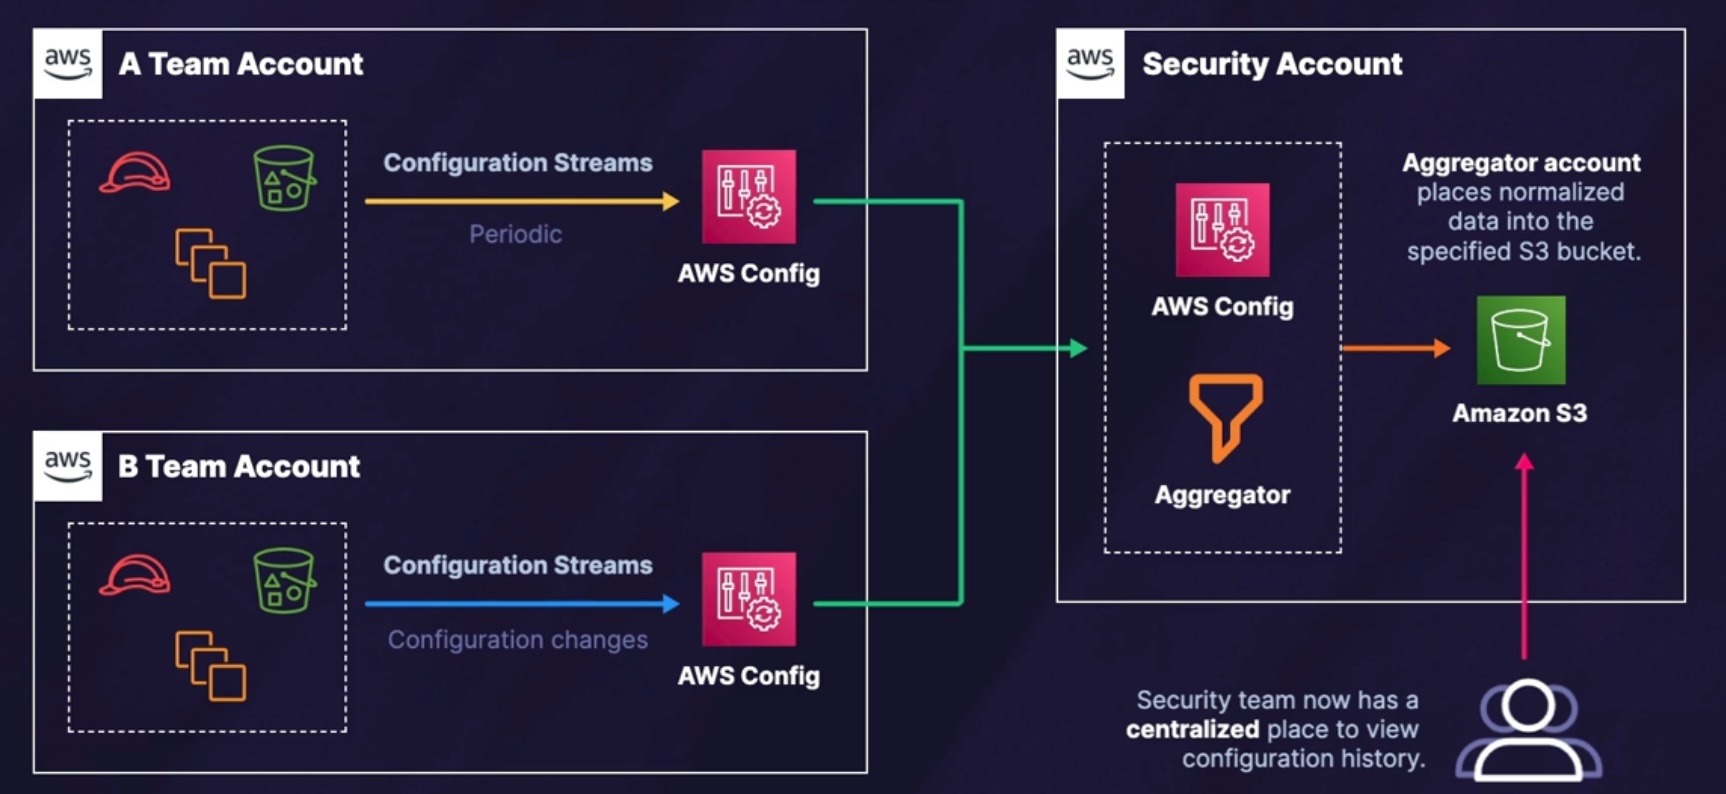 aws
A Team Account
Configuration Streams
Periodic
AWS Config
aws
B Team Account
Configuration Streams
Configuration changes
AWS Config
aws
Security Account
AWS Config
Aggregator
Aggregator account
places normalized
data into the
specified S3 bucket.
Amazon S3
Security team now has a
centralized place to view
configuration history.